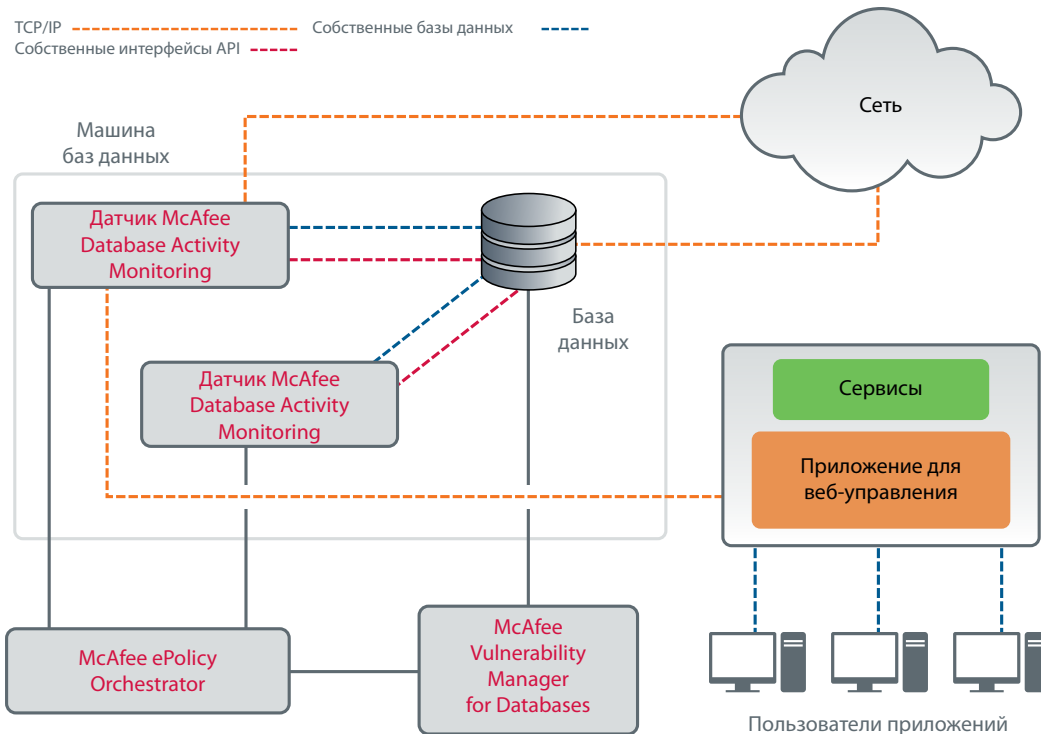 TCP/IP
Собственные базы данных
Собственные интерфейсы API
Сеть
Машина
баз данных
Датчик McAfee
Database Activity
Monitoring
База
данных
Датчик McAfee
Database Activity
Monitoring
Сервисы
Приложение для
веб-управления
McAfee ePolicy
Orchestrator
McAfee
Vulnerability
Manager
for Databases
Пользователи приложений